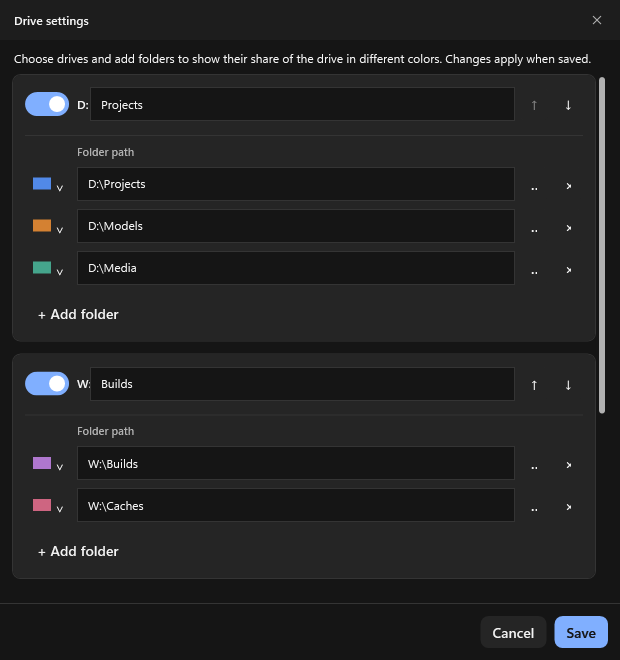 Drive settings
Choose drives and add folders to show their share of the drive in different colors. Changes apply when saved.
D: Projects ↑ ↓
Folder path
D:\Projects .. ×
D:\Models .. ×
D:\Media .. ×
+ Add folder
W: Builds ↑ ↓
Folder path
W:\Builds .. ×
W:\Caches .. ×
+ Add folder
Cancel Save